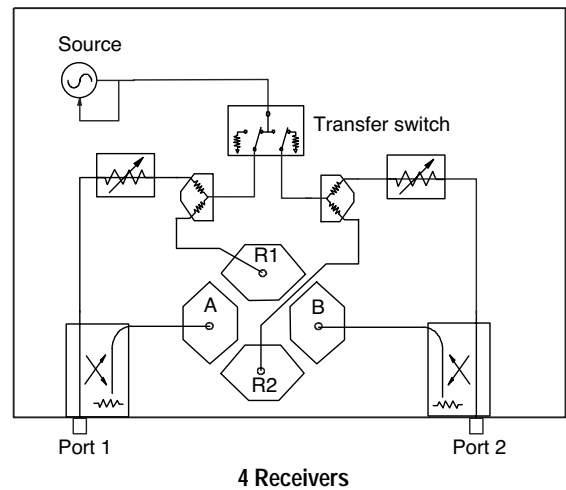 Source
Transfer switch
R1
A
B
R2
Port 1
Port 2
4 Receivers